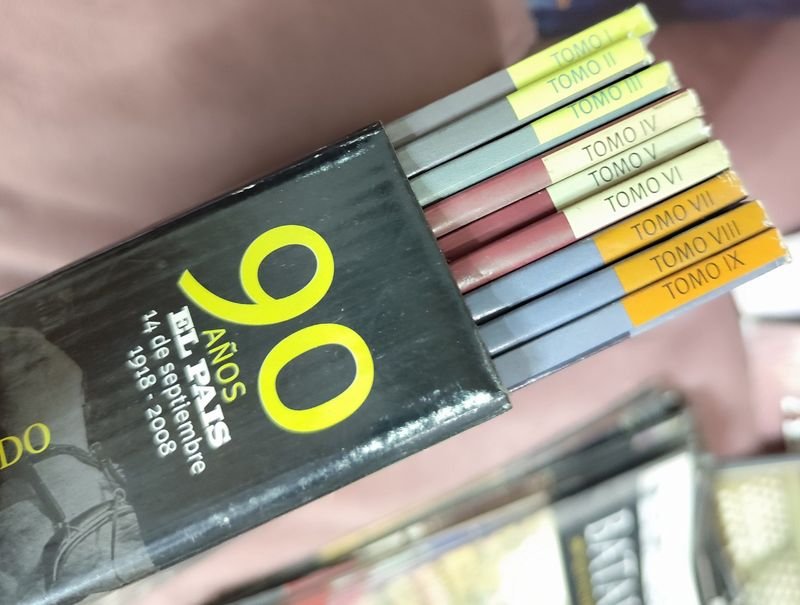 TOMO I
TOMO II
TOMO III
TOMO IV
TOMO V
TOMO VI
TOMO VII
TOMO VIII
TOMO IX
90
AÑOS
EL PAIS
14 de septiembre
1918 - 2008
DO
BATA